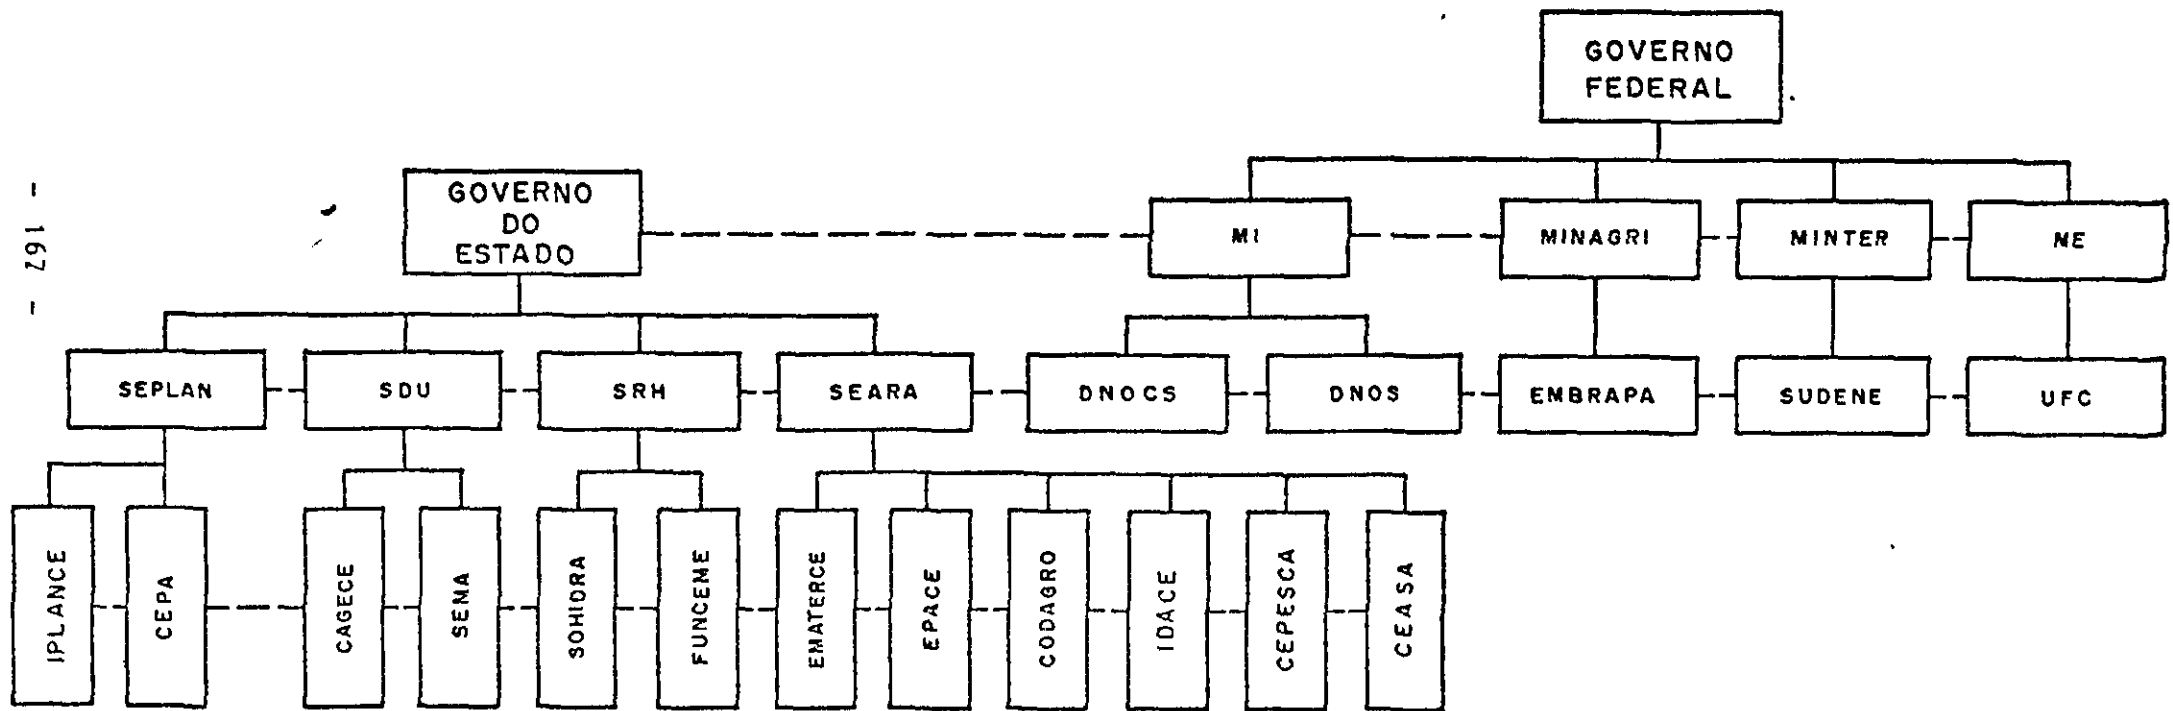 GOVERNO
FEDERAL
GOVERNO
DO
ESTADO
MI
MINAGRI
MINTER
ME
- 167 -
SEPLAN
SDU
SRH
SEARA
DNOCS
DNOS
EMBRAPA
SUDENE
UFC
IPLANCE
CEPA
CAGECE
SEMA
SOHIDRA
FUNCEME
EMATERCE
EPACE
CODAGRO
IDACE
CEPESCA
CEASA